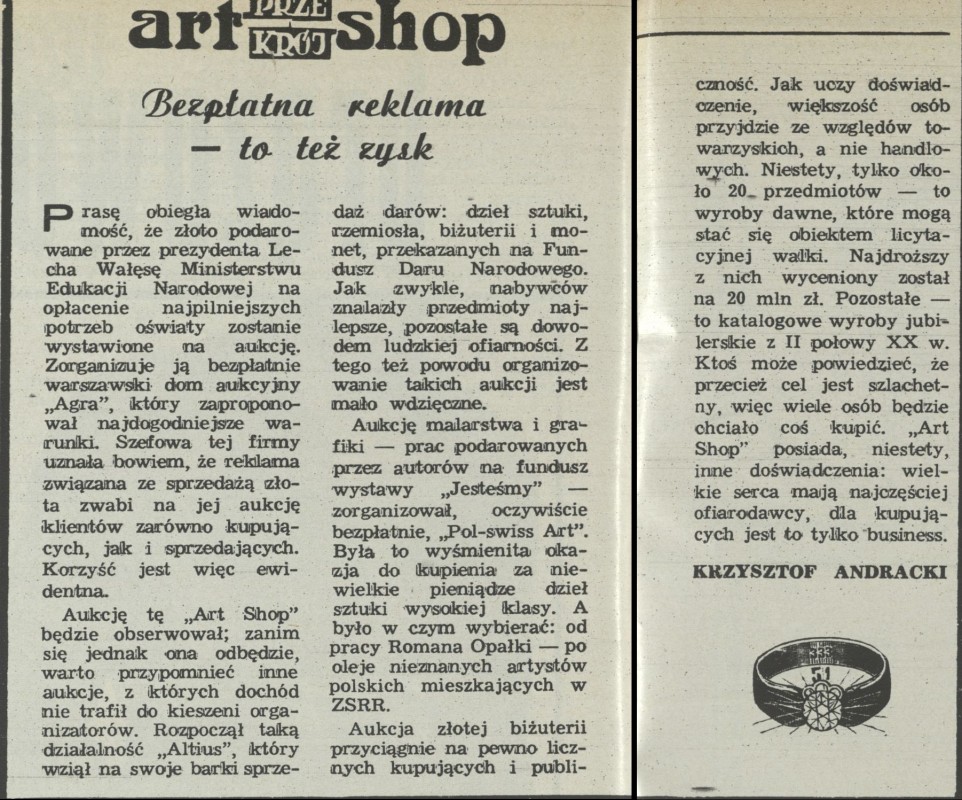 art PRZE KRÓJ shop
Bezpłatna reklama
— to też zysk
Prasę obiegła wiado-
mość, że złoto podaro-
wane przez prezydenta Le-
cha Wałęsę Ministerstwu
Edukacji Narodowej na
opłacenie najpilniejszych
potrzeb oświaty zostanie
wystawione na aukcję.
Zorganizuje ją bezpłatnie
warszawski dom aukcyjny
„Agra”, który zapropono-
wał najdogodniejsze wa-
runki. Szefowa tej firmy
uznała bowiem, że reklama
związana ze sprzedażą zło-
ta zwabi na jej aukcję
klientów zarówno kupują-
cych, jak i sprzedających.
Korzyść jest więc ewi-
dentna.
Aukcję tę „Art Shop”
będzie obserwował; zanim
się jednak ona odbędzie,
warto przypomnieć inne
aukcje, z których dochód
nie trafił do kieszeni orga-
nizatorów. Rozpoczął taką
działalność „Altius”, który
wziął na swoje barki sprze-
daż darów: dzieł sztuki,
rzemiosła, biżuterii i mo-
net, przekazanych na Fun-
dusz Daru Narodowego.
Jak zwykle, nabywców
znalazły przedmioty naj-
lepsze, pozostałe są dowo-
dem ludzkiej ofiarności. Z
tego też powodu organizo-
wanie takich aukcji jest
mało wdzięczne.
Aukcję malarstwa i gra-
fiki — prac podarowanych
przez autorów na fundusz
wystawy „Jesteśmy” —
zorganizował, oczywiście
bezpłatnie, „Pol-swiss Art”.
Była to wyśmienita oka-
zja do kupienia za nie-
wielkie pieniądze dzieł
sztuki wysokiej klasy. A
było w czym wybierać: od
pracy Romana Opałki — po
oleje nieznanych artystów
polskich mieszkających w
ZSRR.
Aukcja złotej biżuterii
przyciągnie na pewno licz-
nych kupujących i publi-
czność. Jak uczy doświad-
czenie, większość osób
przyjdzie ze względów to-
warzyskich, a nie handlo-
wych. Niestety, tylko oko-
ło 20 przedmiotów — to
wyroby dawne, które mogą
stać się obiektem licyta-
cyjnej walki. Najdroższy
z nich wyceniony został
na 20 mln zł. Pozostałe —
to katalogowe wyroby jubi-
lerskie z II połowy XX w.
Ktoś może powiedzieć, że
przecież cel jest szlachet-
ny, więc wiele osób będzie
chciało coś kupić. „Art
Shop” posiada, niestety,
inne doświadczenia: wiel-
kie serca mają najczęściej
ofiarodawcy, dla kupują-
cych jest to tylko business.
KRZYSZTOF ANDRACKI
333
51